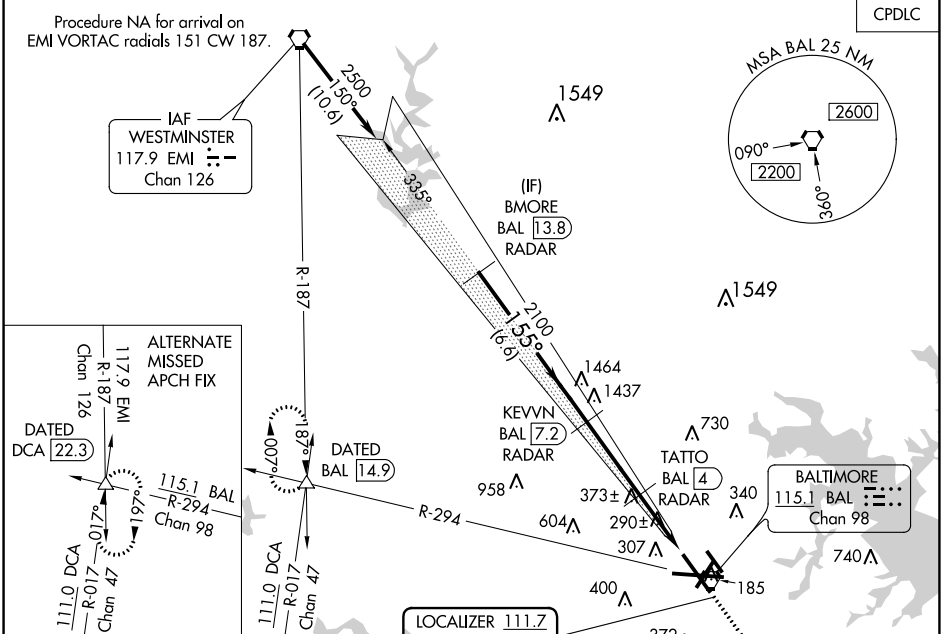 Procedure NA for arrival on
EMI VORTAC radials 151 CW 187.
CPDLC
MSA BAL 25 NM
2600
090°
2200
360°
IAF
WESTMINSTER
117.9 EMI
Chan 126
2500
150°
(10.6)
335°
1549
(IF)
BMORE
BAL 13.8
RADAR
R-187
2100
155°
(6.6)
1549
1464
1437
KEVVN
BAL 7.2
RADAR
730
TATTO
BAL 4
RADAR
ALTERNATE
MISSED
APCH FIX
117.9 EMI
R-187
Chan 126
DATED
DCA 22.3
115.1 BAL
R-294
Chan 98
017°
197°
111.0 DCA
R-017
Chan 47
007°
187°
DATED
BAL 14.9
R-294
111.0 DCA
R-017
Chan 47
958
604
373±
290±
307
340
BALTIMORE
115.1 BAL
Chan 98
740
185
400
LOCALIZER 111.7
372